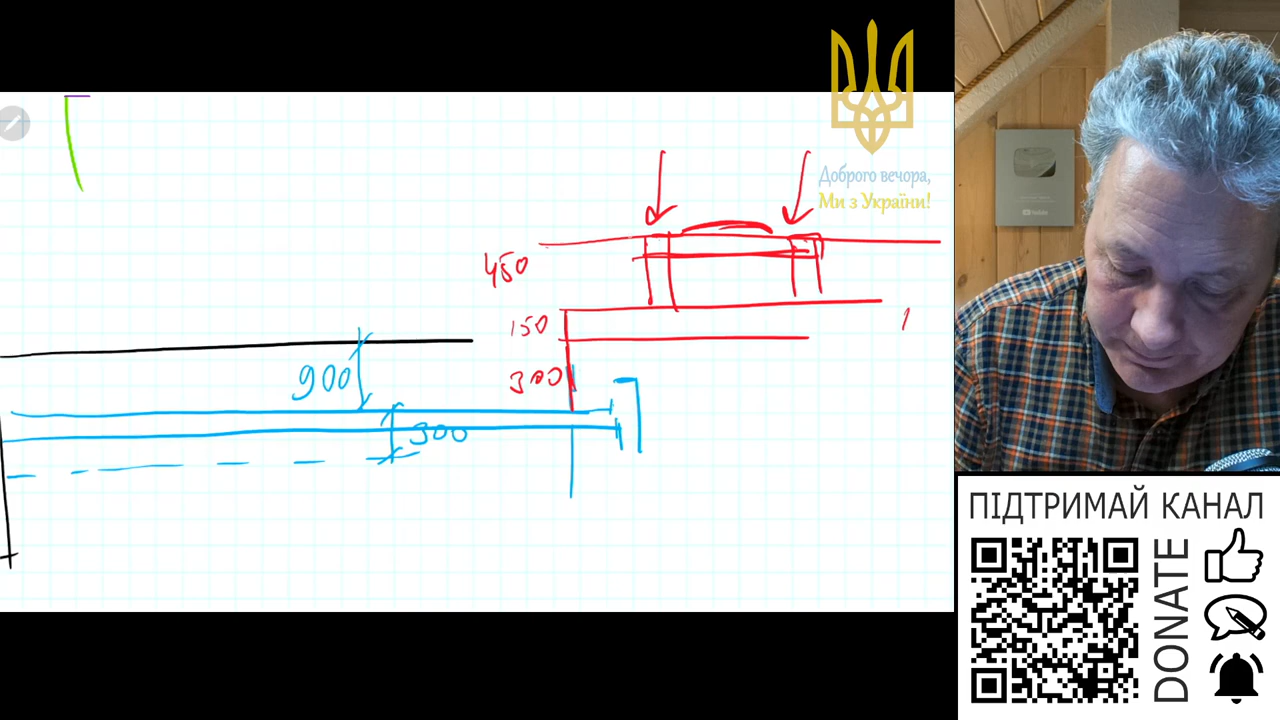 Доброго вечора,
Ми з України!
450
150
900
300
300
ПІДТРИМАЙ КАНАЛ
DONATE